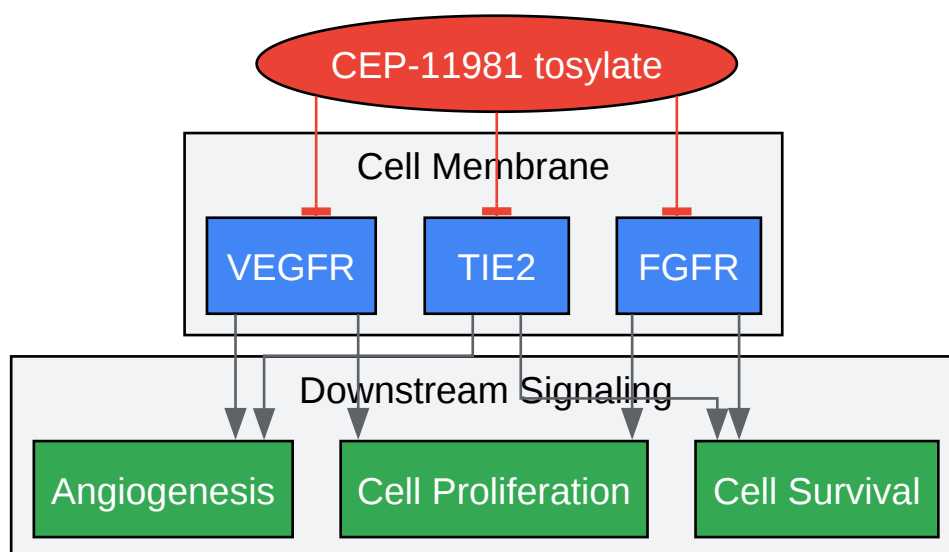 CEP-11981 tosylate
Cell Membrane
VEGFR
TIE2
FGFR
Downstream Signaling
Angiogenesis
Cell Proliferation
Cell Survival